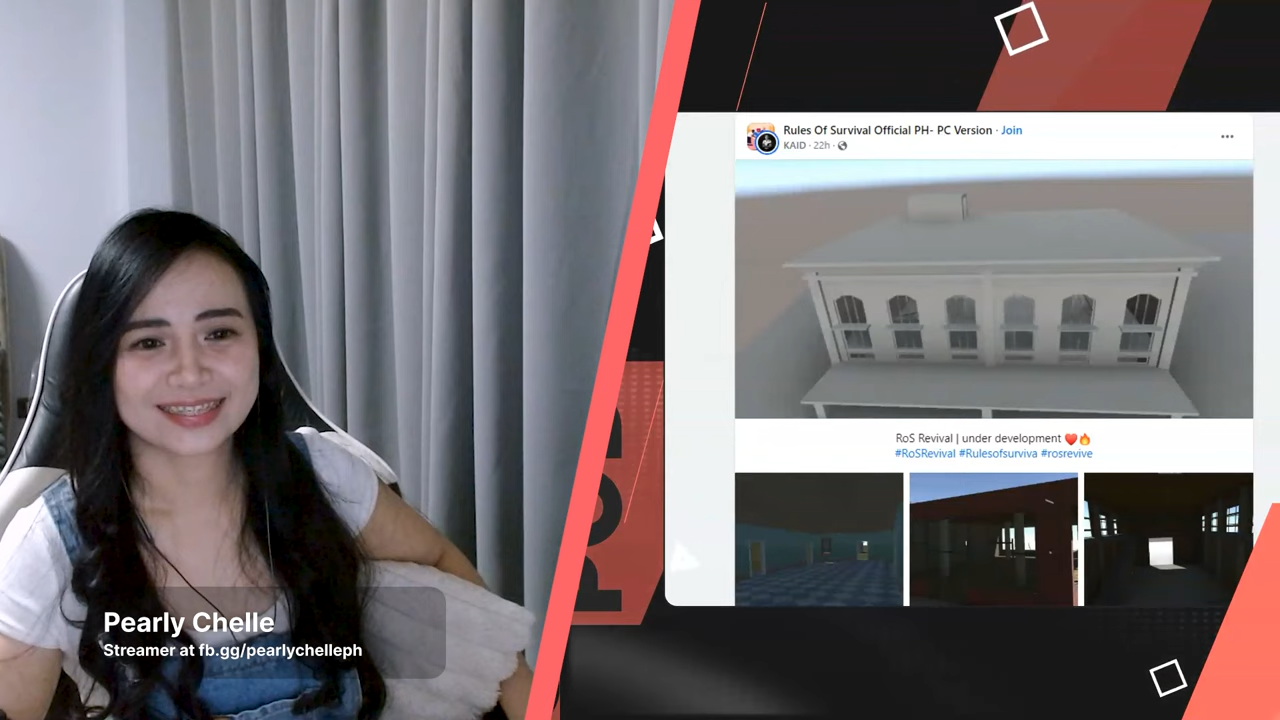 Pearly Chelle
Streamer at fb.gg/pearlychelleph
Rules Of Survival Official PH- PC Version · Join
KAID · 22h ·
RoS Revival | under development ❤️🔥
#RoSRevival #Rulesofsurviva #rosrevive